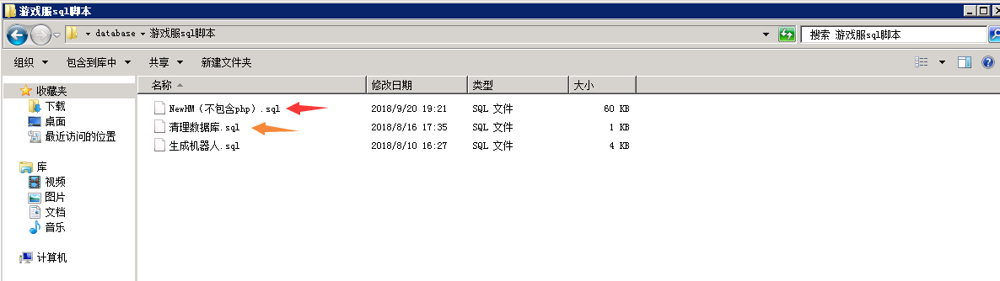 游戏服sql脚本
database 游戏服sql脚本 搜索 游戏服sql脚本
组织 包含到库中 共享 新建文件夹
收藏夹
下载
桌面
最近访问的位置
库
视频
图片
文档
音乐
计算机
名称 修改日期 类型 大小
NewHM（不包含php）.sql 2018/9/20 19:21 SQL 文件 60 KB
清理数据库.sql 2018/8/16 17:35 SQL 文件 1 KB
生成机器人.sql 2018/8/10 16:27 SQL 文件 4 KB